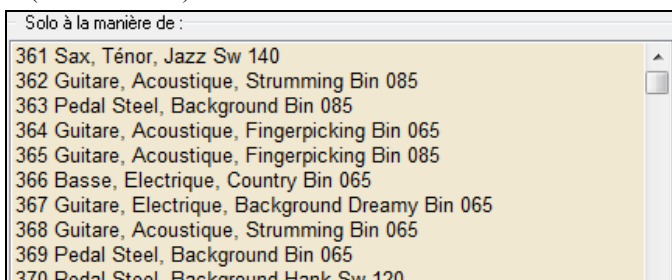 Solo à la manière de :
361 Sax, Ténor, Jazz Sw 140
362 Guitare, Acoustique, Strumming Bin 085
363 Pedal Steel, Background Bin 085
364 Guitare, Acoustique, Fingerpicking Bin 065
365 Guitare, Acoustique, Fingerpicking Bin 085
366 Basse, Electrique, Country Bin 065
367 Guitare, Electrique, Background Dreamy Bin 065
368 Guitare, Acoustique, Strumming Bin 065
369 Pedal Steel, Background Bin 065
370 Pedal Steel, Background Hank Sw 120